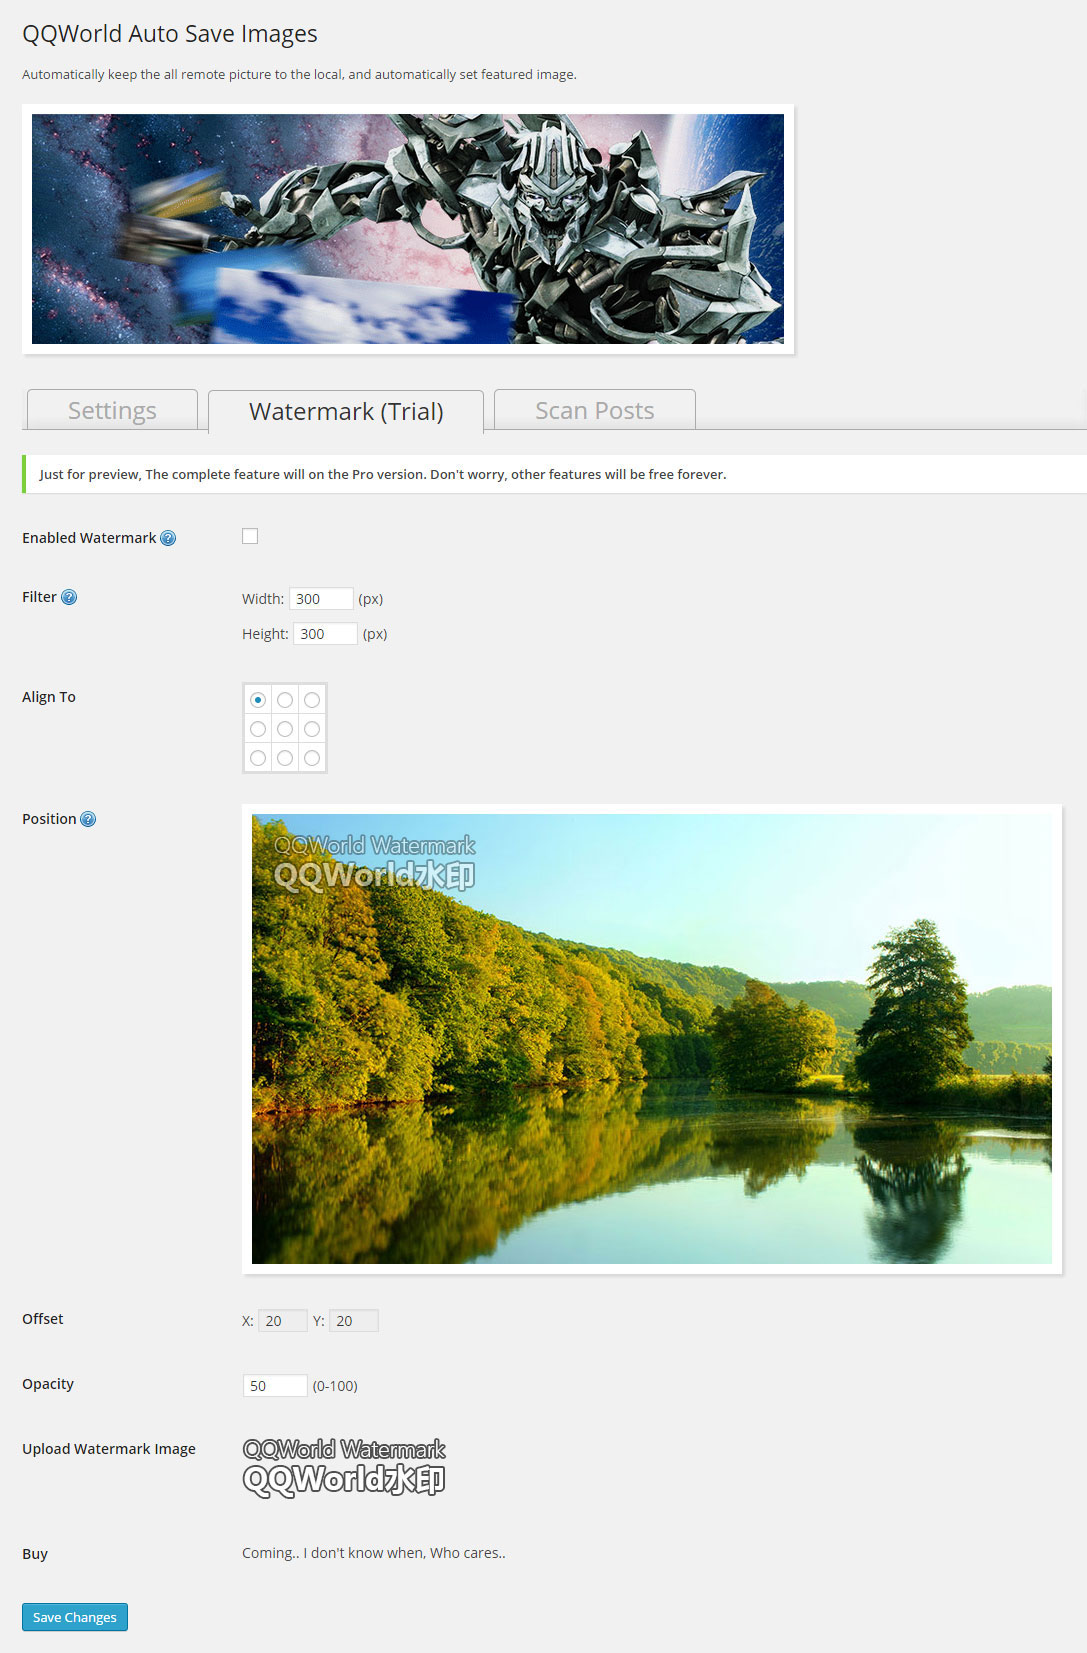 QQWorld Auto Save Images
Automatically keep the all remote picture to the local, and automatically set featured image.
Settings
Watermark (Trial)
Scan Posts
Just for preview, The complete feature will on the Pro version. Don't worry, other features will be free forever.
Enabled Watermark
Filter
Width: 300 (px)
Height: 300 (px)
Align To
Position
QQWorld Watermark
QQWorld水印
Offset
X: 20 Y: 20
Opacity
50 (0-100)
Upload Watermark Image
QQWorld Watermark
QQWorld水印
Buy
Coming.. I don't know when, Who cares..
Save Changes